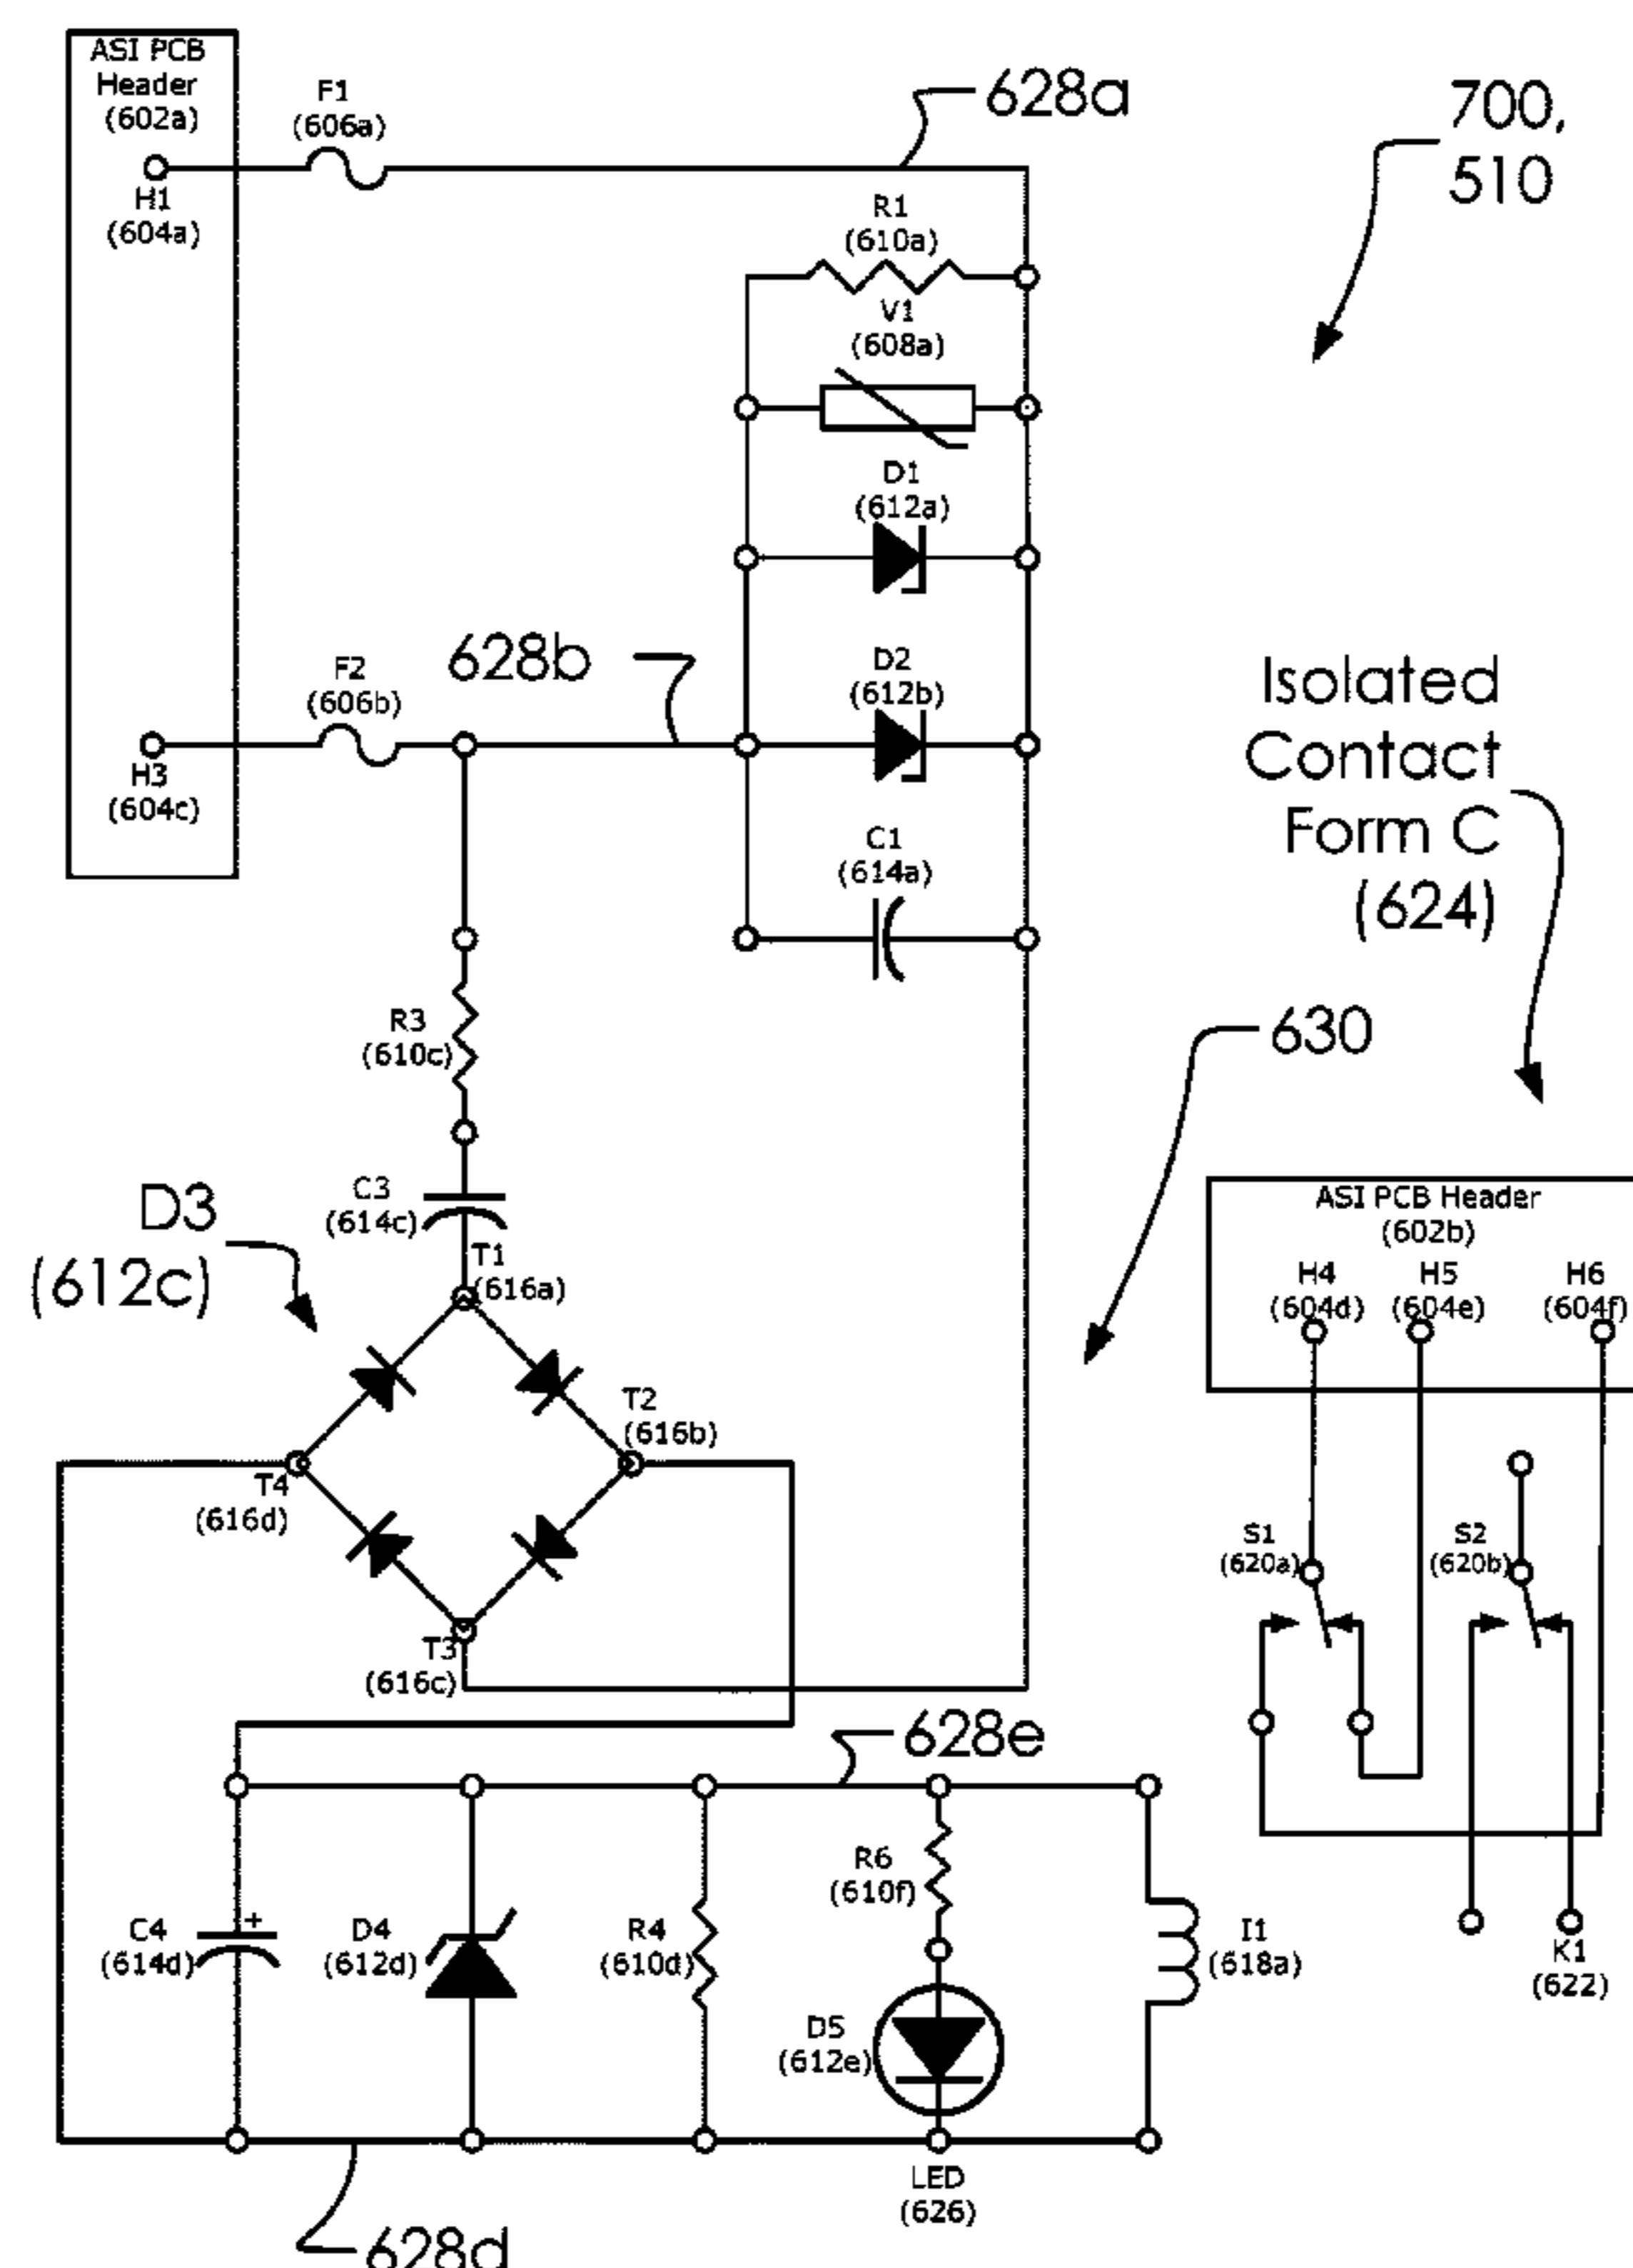 ASI PCB
Header
(602a)
F1
(606a)
628a
700,
510
H1
(604a)
R1
(610a)
V1
(608a)
D1
(612a)
F2
(606b)
628b
D2
(612b)
Isolated
Contact
Form C
(624)
H3
(604c)
C1
(614a)
R3
(610c)
630
C3
(614c)
D3
(612c)
T1
(616a)
ASI PCB Header
(602b)
H4
(604d)
H5
(604e)
H6
(604f)
T2
(616b)
T4
(616d)
S1
(620a)
S2
(620b)
T3
(616c)
628e
R6
(610f)
C4
(614d)
+
D4
(612d)
R4
(610d)
I1
(618a)
K1
(622)
D5
(612e)
LED
(626)
628d